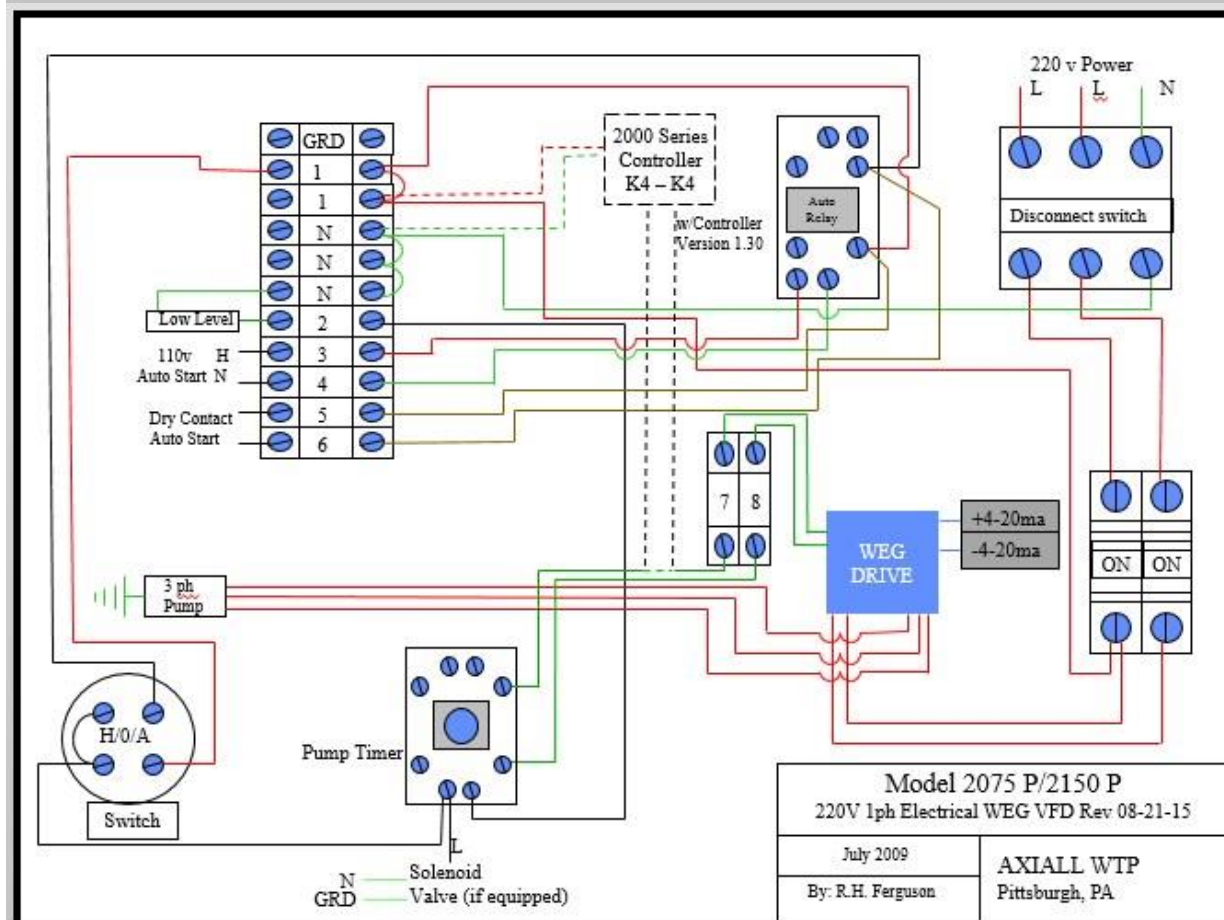 220 v Power
L L N
GRD
1
1
N
N
N
2
3
4
5
6
Low Level
110v H
Auto Start N
Dry Contact
Auto Start
2000 Series
Controller
K4 – K4
w/Controller
Version 1.30
Auto
Relay
Disconnect switch
7 8
WEG
DRIVE
+4-20ma
-4-20ma
ON ON
3 ph
Pump
H/0/A
Switch
Pump Timer
L
Solenoid
N
Valve (if equipped)
GRD
Model 2075 P/2150 P
220V 1ph Electrical WEG VFD Rev 08-21-15
July 2009
By: R.H. Ferguson
AXIALL WTP
Pittsburgh, PA